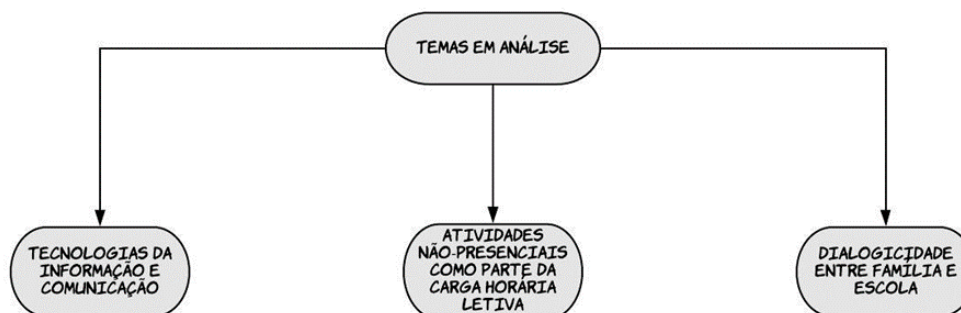 TEMAS EM ANÁLISE
TECNOLOGIAS DA
INFORMAÇÃO E
COMUNICAÇÃO
ATIVIDADES
NÃO-PRESENCIAIS
COMO PARTE DA
CARGA HORÁRIA
LETIVA
DIALOGICIDADE
ENTRE FAMÍLIA E
ESCOLA